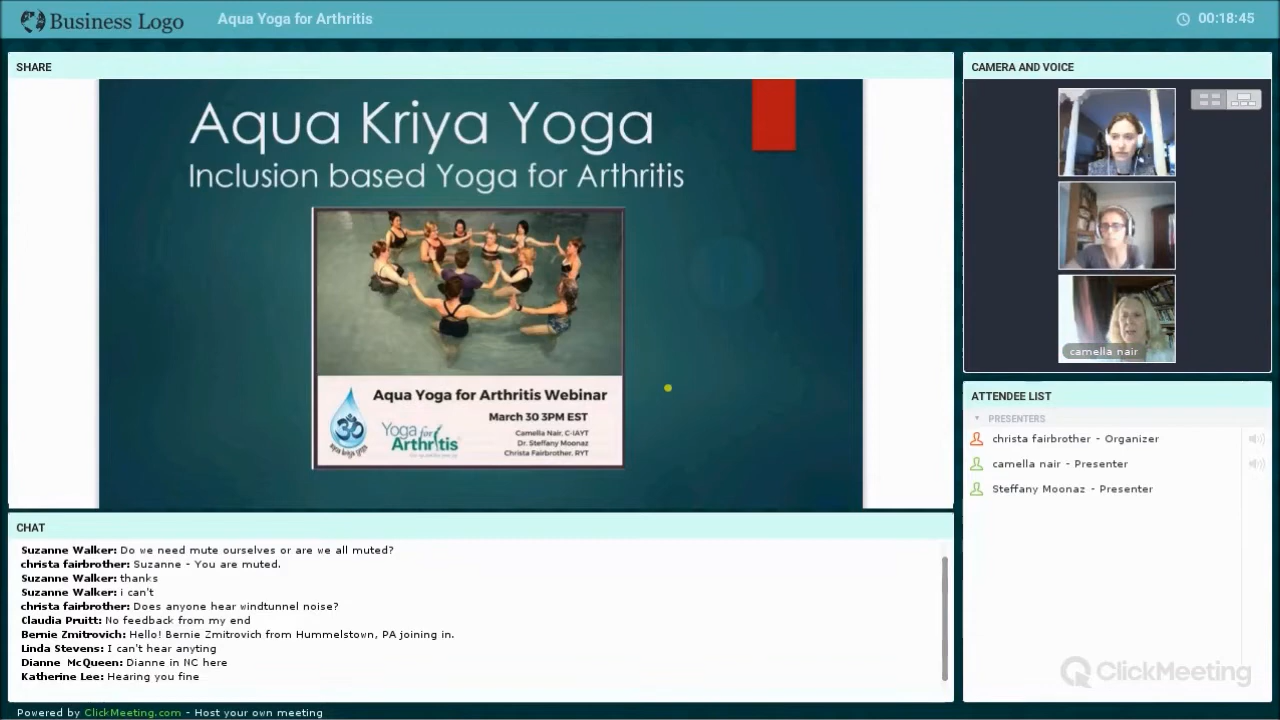 Business Logo
Aqua Yoga for Arthritis
00:18:45
SHARE
Aqua Kriya Yoga
Inclusion based Yoga for Arthritis
Aqua Yoga for Arthritis Webinar
March 30 3PM EST
Camella Nair, C-IAYT
Dr. Steffany Moonaz
Christa Fairbrother, RYT
aqua kriya yoga
Yoga for
Arthritis
CHAT
Suzanne Walker: Do we need mute ourselves or are we all muted?
christa fairbrother: Suzanne - You are muted.
Suzanne Walker: thanks
Suzanne Walker: i can't
christa fairbrother: Does anyone hear windtunnel noise?
Claudia Pruitt: No feedback from my end
Bernie Zmitrovich: Hello! Bernie Zmitrovich from Hummelstown, PA joining in.
Linda Stevens: I can't hear anyting
Dianne McQueen: Dianne in NC here
Katherine Lee: Hearing you fine
CAMERA AND VOICE
camella nair
ATTENDEE LIST
PRESENTERS
christa fairbrother - Organizer
camella nair - Presenter
Steffany Moonaz - Presenter
ClickMeeting
Powered by ClickMeeting.com - Host your own meeting